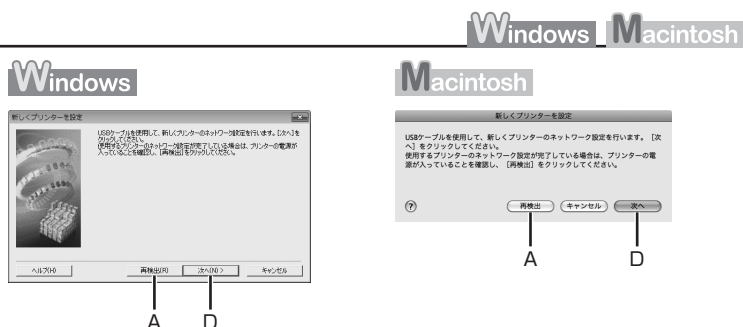 Windows Macintosh
Windows
新しくプリンターを設定
USBケーブルを使用して、新しくプリンターのネットワーク設定を行います。[次へ]を
クリックしてください。
使用するプリンターのネットワーク設定が完了している場合は、プリンターの電源が
入っていることを確認し、[再検出]をクリックしてください。
ヘルプ(H) 再検出(R) 次へ(N) > キャンセル
A D
Macintosh
新しくプリンターを設定
USBケーブルを使用して、新しくプリンターのネットワーク設定を行います。［次
へ］をクリックしてください。
使用するプリンターのネットワーク設定が完了している場合は、プリンターの電
源が入っていることを確認し、［再検出］をクリックしてください。
? 再検出 キャンセル 次へ
A D